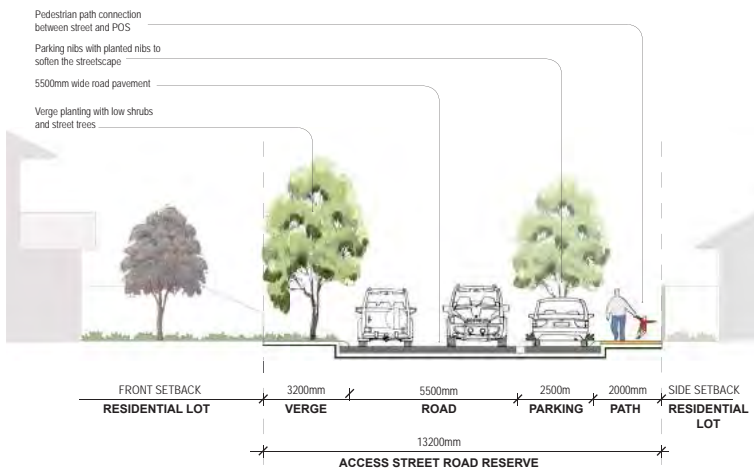 Pedestrian path connection
between street and POS
Parking nibs with planted nibs to
soften the streetscape
5500mm wide road pavement
Verge planting with low shrubs
and street trees
FRONT SETBACK
RESIDENTIAL LOT
3200mm
VERGE
5500mm
ROAD
2500m
PARKING
2000mm
PATH
SIDE SETBACK
RESIDENTIAL
LOT
13200mm
ACCESS STREET ROAD RESERVE